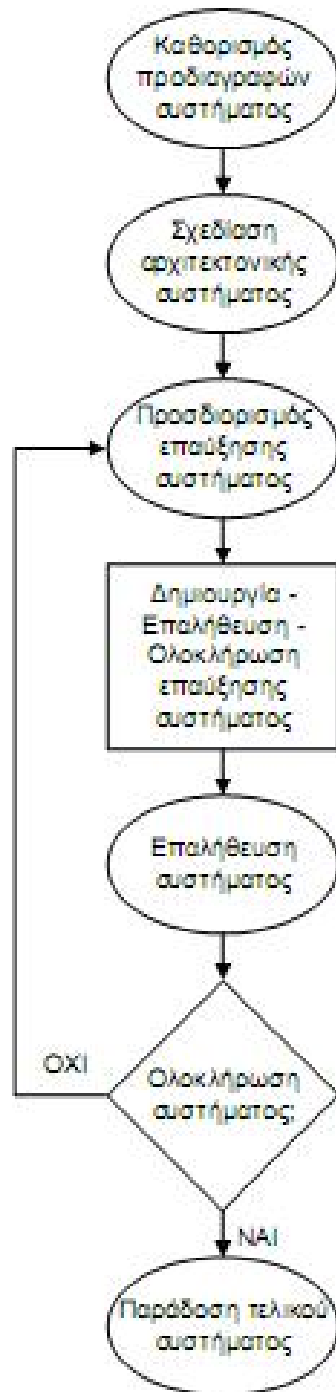 Καθορισμός
προδιαγραφών
συστήματος
Σχεδίαση
αρχιτεκτονικής
συστήματος
Προσδιορισμός
επαύξησης
συστήματος
Δημιουργία -
Επαλήθευση -
Ολοκλήρωση
επαύξησης
συστήματος
Επαλήθευση
συστήματος
Ολοκλήρωση
συστήματος;
ΟΧΙ
ΝΑΙ
Παράδοση τελικού
συστήματος